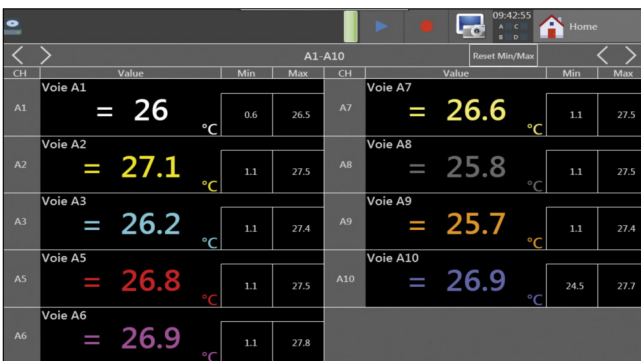 09:42:55
A C
B D
Home
A1-A10
Reset Min/Max
CH Value Min Max CH Value Min Max
A1 Voie A1 = 26 °C 0.6 26.5
A7 Voie A7 = 26.6 °C 1.1 27.5
A2 Voie A2 = 27.1 °C 1.1 27.5
A8 Voie A8 = 25.8 °C 1.1 27.5
A3 Voie A3 = 26.2 °C 1.1 27.4
A9 Voie A9 = 25.7 °C 1.1 27.4
A5 Voie A5 = 26.8 °C 1.1 27.5
A10 Voie A10 = 26.9 °C 24.5 27.7
A6 Voie A6 = 26.9 °C 1.1 27.8